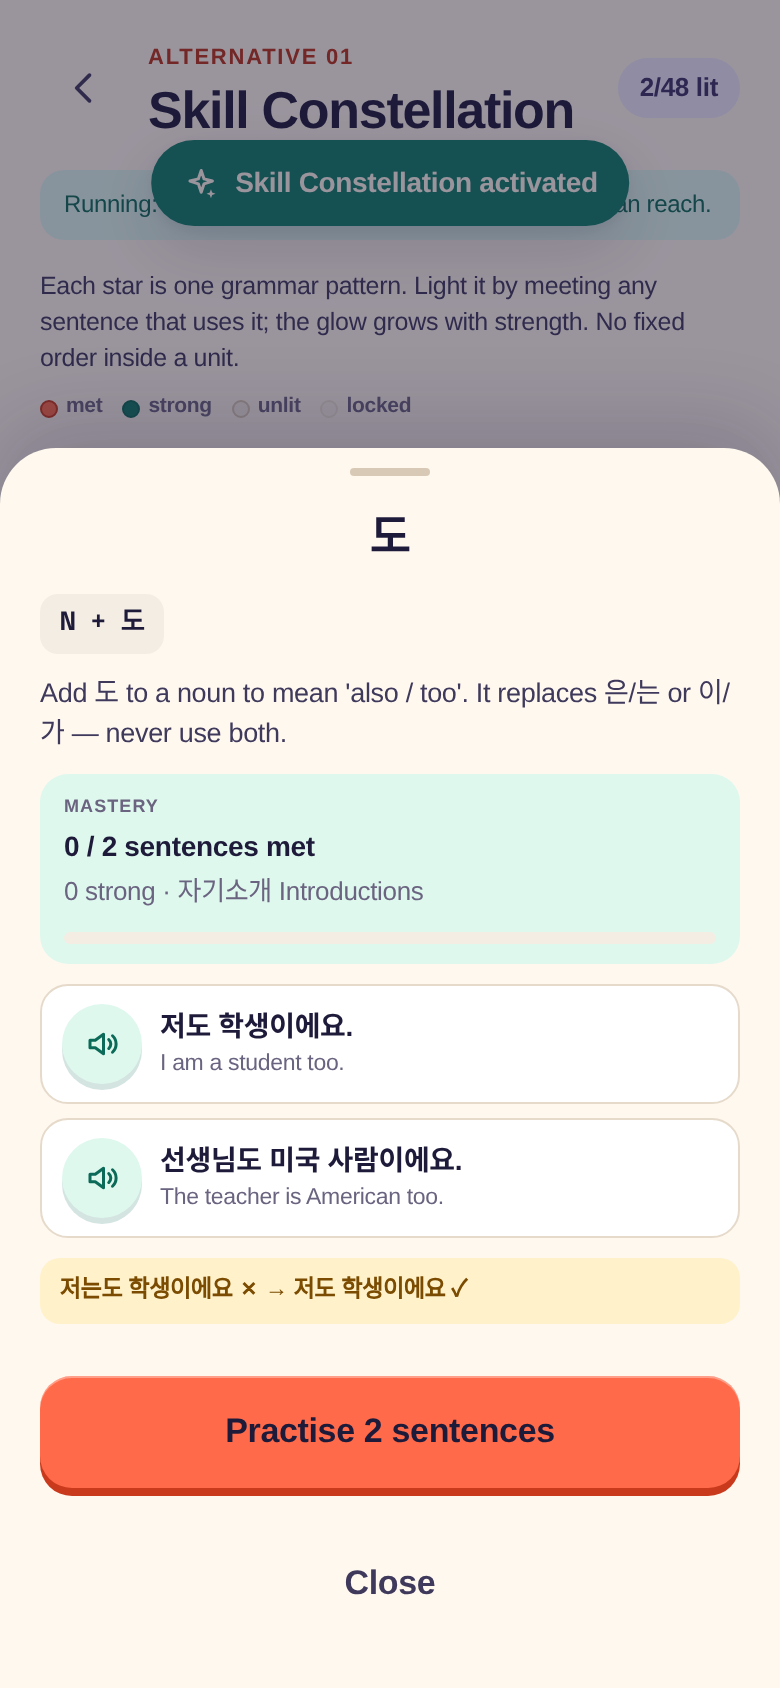 ALTERNATIVE 01
Skill Constellation
2/48 lit
Skill Constellation activated
Running: an reach.
Each star is one grammar pattern. Light it by meeting any
sentence that uses it; the glow grows with strength. No fixed
order inside a unit.
met strong unlit locked
도
N + 도
Add 도 to a noun to mean 'also / too'. It replaces 은/는 or 이/
가 — never use both.
MASTERY
0 / 2 sentences met
0 strong · 자기소개 Introductions
저도 학생이에요.
I am a student too.
선생님도 미국 사람이에요.
The teacher is American too.
저는도 학생이에요 ✕ → 저도 학생이에요 ✓
Practise 2 sentences
Close